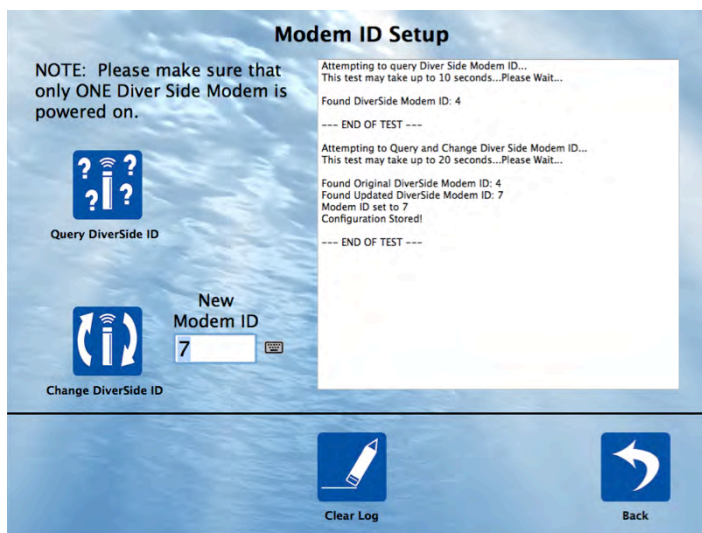 Modem ID Setup
NOTE: Please make sure that
only ONE Diver Side Modem is
powered on.
? ?
? ?
Query DiverSide ID
New
Modem ID
7
Change DiverSide ID
Attempting to query Diver Side Modem ID...
This test may take up to 10 seconds...Please Wait...
Found DiverSide Modem ID: 4
--- END OF TEST ---
Attempting to Query and Change Diver Side Modem ID...
This test may take up to 20 seconds...Please Wait...
Found Original DiverSide Modem ID: 4
Found Updated DiverSide Modem ID: 7
Modem ID set to 7
Configuration Stored!
--- END OF TEST ---
Clear Log
Back